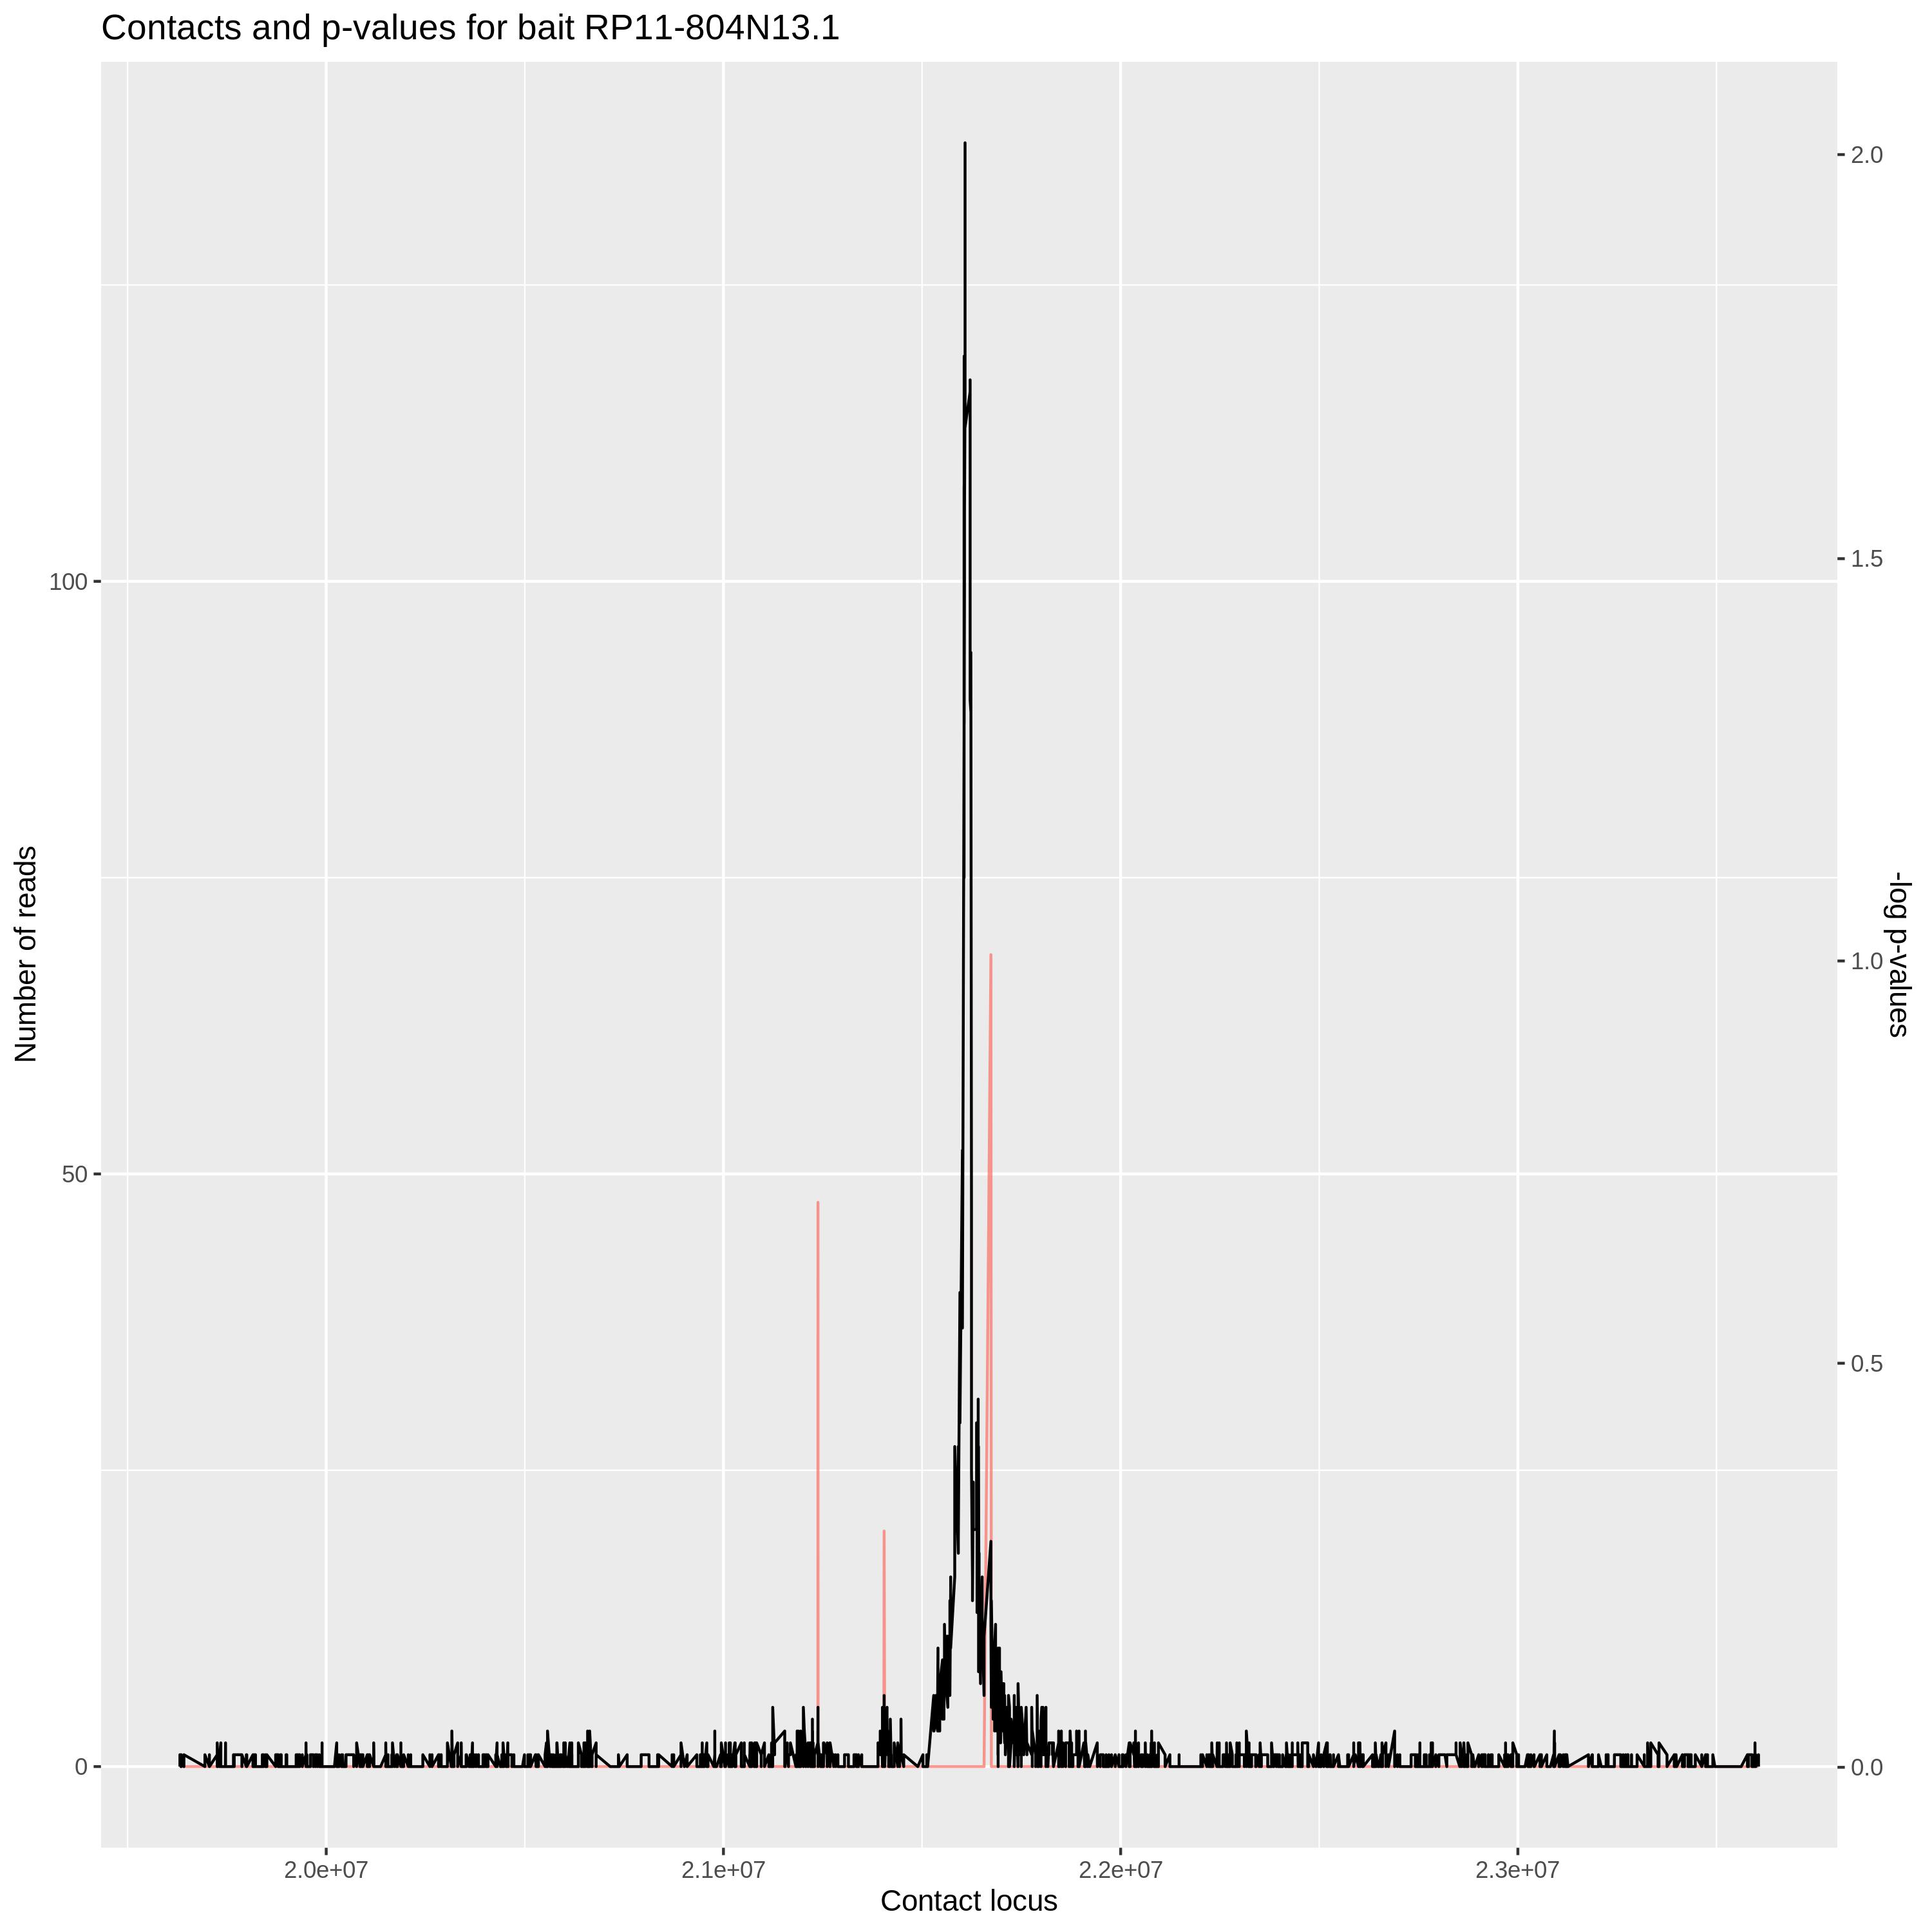 Contacts and p-values for bait RP11-804N13.1
Number of reads
100
50
0
2.0
1.5
1.0
0.5
0.0
-log p-values
2.0e+07
2.1e+07
2.2e+07
2.3e+07
Contact locus